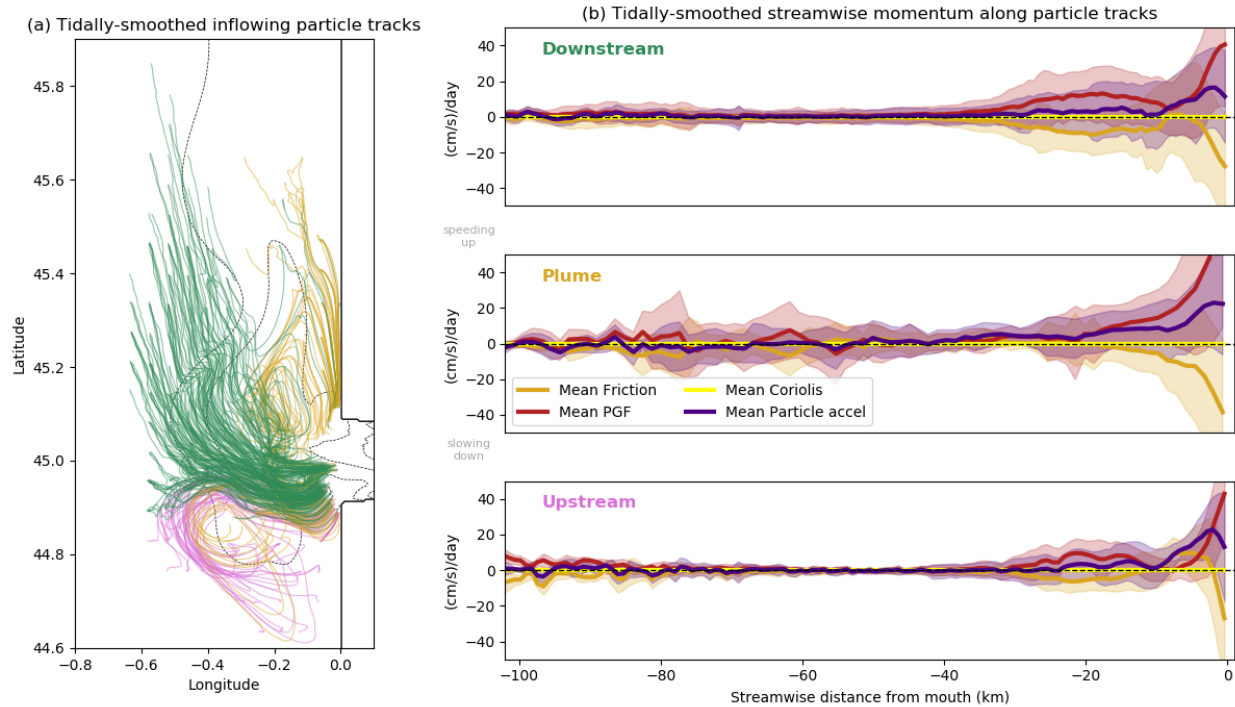 (a) Tidally-smoothed inflowing particle tracks
45.8
45.6
45.4
45.2
45.0
44.8
44.6
Latitude
−0.8
−0.6
−0.4
−0.2
0.0
Longitude
(b) Tidally-smoothed streamwise momentum along particle tracks
Downstream
40
20
0
−20
−40
(cm/s)/day
speeding
up
Plume
40
20
0
−20
−40
(cm/s)/day
Mean Friction
Mean PGF
Mean Coriolis
Mean Particle accel
slowing
down
Upstream
40
20
0
−20
−40
(cm/s)/day
−100
−80
−60
−40
−20
0
Streamwise distance from mouth (km)